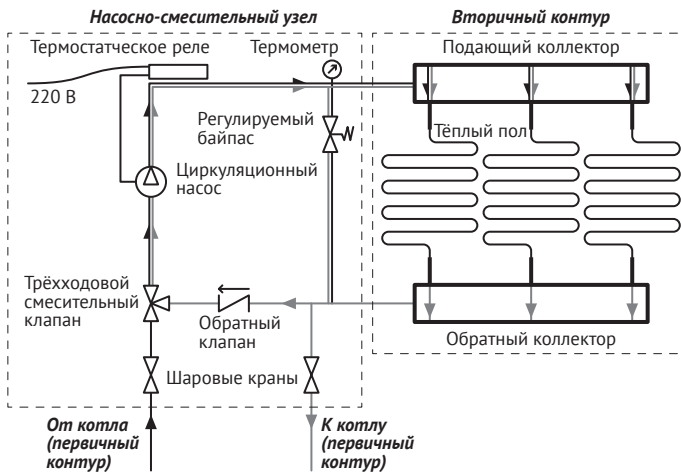 Насосно-смесительный узел
Вторичный контур
Термостатческое реле
Термометр
Подающий коллектор
220 В
Регулируемый
байпас
Тёплый пол
Циркуляционный
насос
Трёхходовой
смесительный
клапан
Обратный
клапан
Обратный коллектор
Шаровые краны
От котла
(первичный
контур)
К котлу
(первичный
контур)